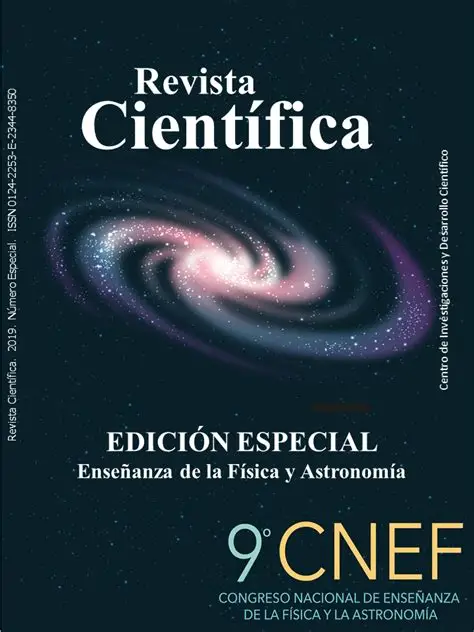 Revista
Científica
Revista Científica. 2019. Número Especial. ISSN 0124-2253- E-2344-8350
Centro de Investigaciones y Desarrollo Científico
EDICIÓN ESPECIAL
Enseñanza de la Física y Astronomía
9° CNEF
CONGRESO NACIONAL DE ENSEÑANZA
DE LA FÍSICA Y LA ASTRONOMÍA